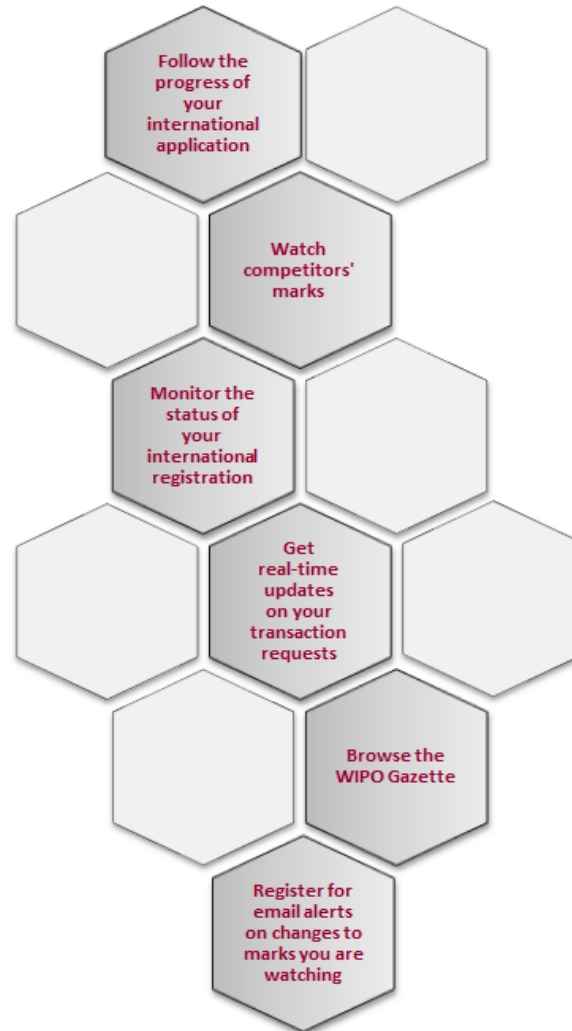 Follow the
progress of
your
international
application
Watch
competitors'
marks
Monitor the
status of
your
international
registration
Get
real-time
updates
on your
transaction
requests
Browse the
WIPO Gazette
Register for
email alerts
on changes to
marks you are
watching